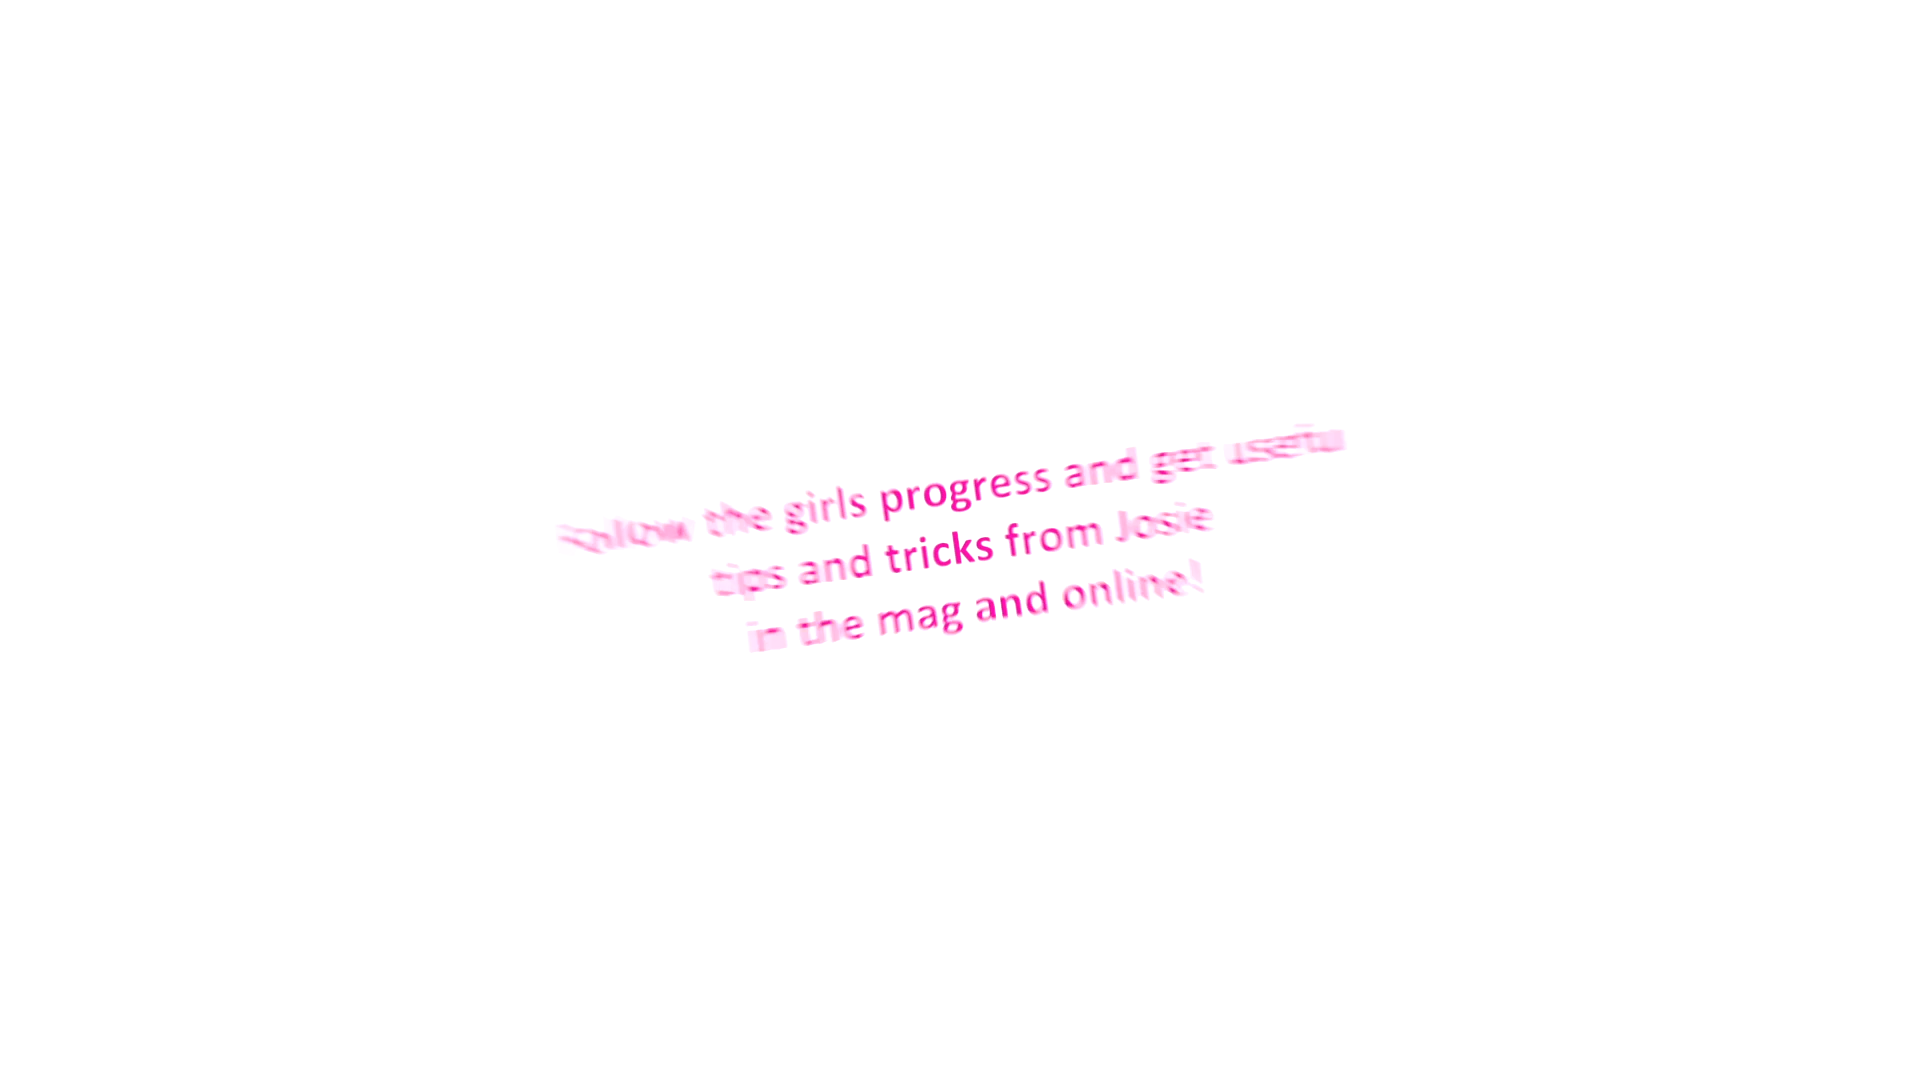 Follow the girls progress and get useful
tips and tricks from Josie
in the mag and online!